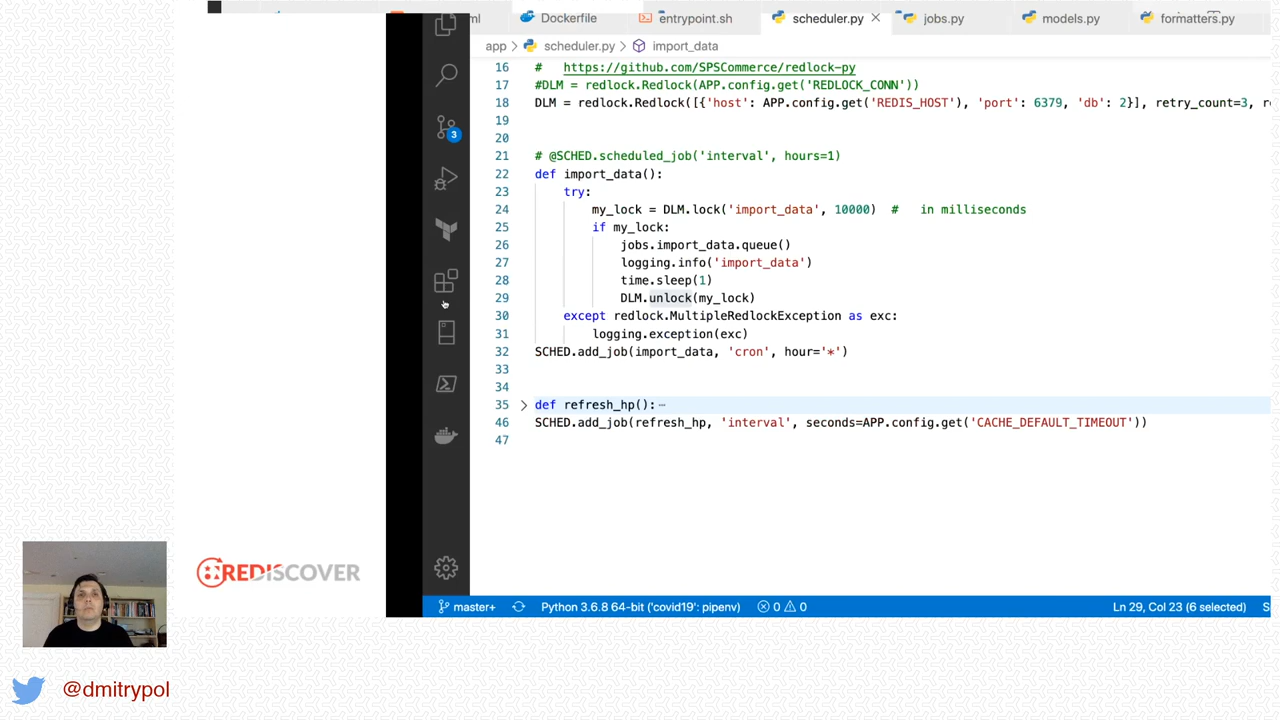 ml
Dockerfile
entrypoint.sh
scheduler.py
jobs.py
models.py
formatters.py
app > scheduler.py > import_data
16 # https://github.com/SPSCommerce/redlock-py
17 #DLM = redlock.Redlock(APP.config.get('REDLOCK_CONN'))
18 DLM = redlock.Redlock([{'host': APP.config.get('REDIS_HOST'), 'port': 6379, 'db': 2}], retry_count=3, r
19
20
21 # @SCHED.scheduled_job('interval', hours=1)
22 def import_data():
23 try:
24 my_lock = DLM.lock('import_data', 10000) # in milliseconds
25 if my_lock:
26 jobs.import_data.queue()
27 logging.info('import_data')
28 time.sleep(1)
29 DLM.unlock(my_lock)
30 except redlock.MultipleRedlockException as exc:
31 logging.exception(exc)
32 SCHED.add_job(import_data, 'cron', hour='*')
33
34
35 > def refresh_hp(): ⋯
46 SCHED.add_job(refresh_hp, 'interval', seconds=APP.config.get('CACHE_DEFAULT_TIMEOUT'))
47
3
master+
Python 3.6.8 64-bit ('covid19': pipenv)
0
0
Ln 29, Col 23 (6 selected)
S
REDISCOVER
@dmitrypol